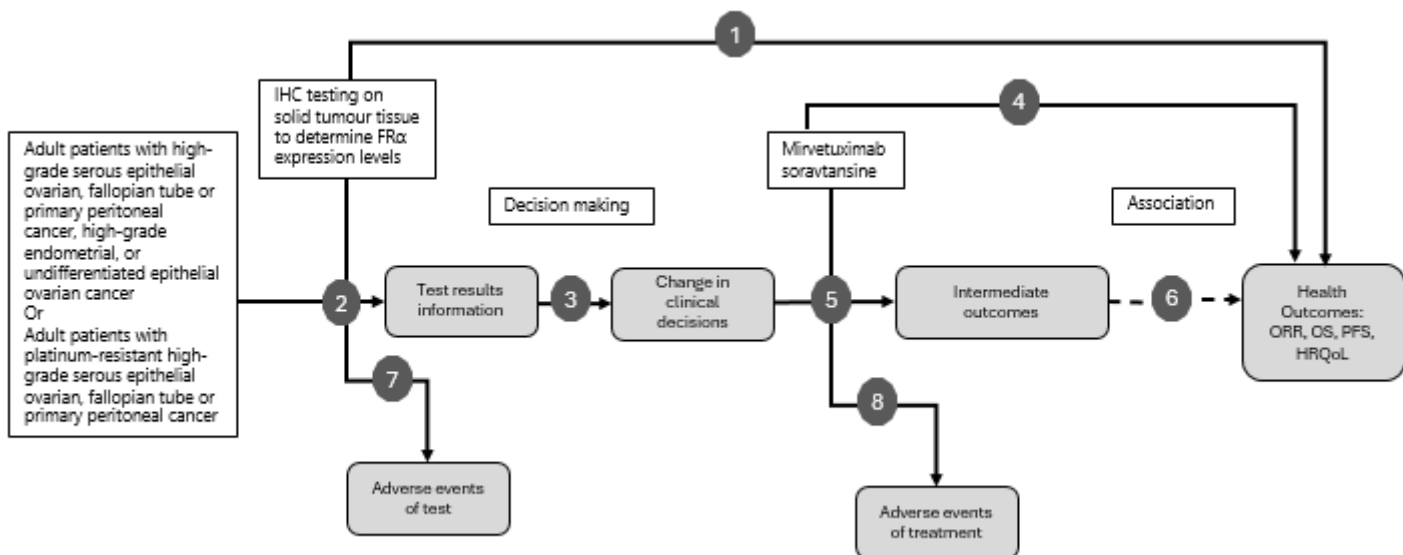 1
IHC testing on
solid tumour tissue
to determine FRα
expression levels
4
Mirvetuximab
soravtansine
Adult patients with high-
grade serous epithelial
ovarian, fallopian tube or
primary peritoneal
cancer, high-grade
endometrial, or
undifferentiated epithelial
ovarian cancer
Or
Adult patients with
platinum-resistant high-
grade serous epithelial
ovarian, fallopian tube or
primary peritoneal cancer
Decision making
Association
2
Test results
information
3
Change in
clinical
decisions
5
Intermediate
outcomes
6
Health
Outcomes:
ORR, OS, PFS,
HRQoL
7
8
Adverse events
of test
Adverse events
of treatment